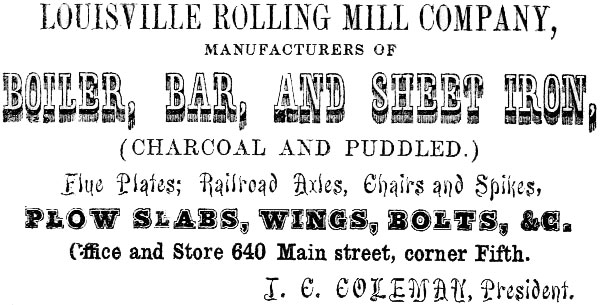 LOUISVILLE ROLLING MILL COMPANY,
MANUFACTURERS OF
BOILER, BAR, AND SHEET IRON,
(CHARCOAL AND PUDDLED.)
Flue Plates; Railroad Axles, Chairs and Spikes,
PLOW SLABS, WINGS, BOLTS, &C.
Office and Store 640 Main street, corner Fifth.
T. C. COLEMAN, President.